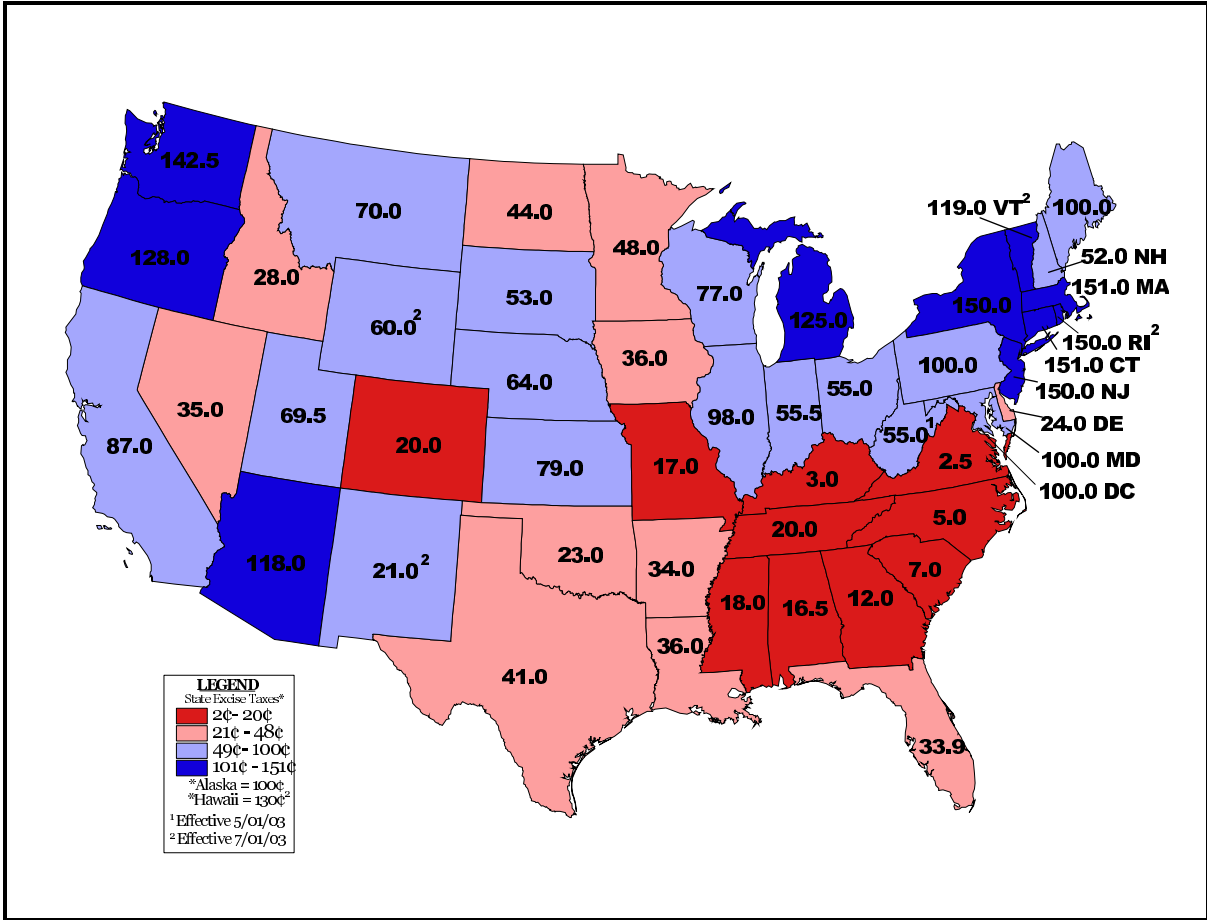 142.5
70.0
44.0
48.0
119.0 VT²
100.0
128.0
28.0
52.0 NH
53.0
77.0
151.0 MA
60.0²
125.0
150.0
150.0 RI²
36.0
100.0
151.0 CT
64.0
55.0
150.0 NJ
35.0
69.5
98.0
55.5
24.0 DE
87.0
20.0
55.0¹
100.0 MD
79.0
17.0
3.0
2.5
100.0 DC
20.0
5.0
118.0
21.0²
23.0
34.0
7.0
18.0
16.5
12.0
36.0
41.0
33.9
LEGEND
State Excise Taxes*
2¢- 20¢
21¢ - 48¢
49¢- 100¢
101¢ - 151¢
*Alaska = 100¢
*Hawaii = 130¢²
¹ Effective 5/01/03
² Effective 7/01/03